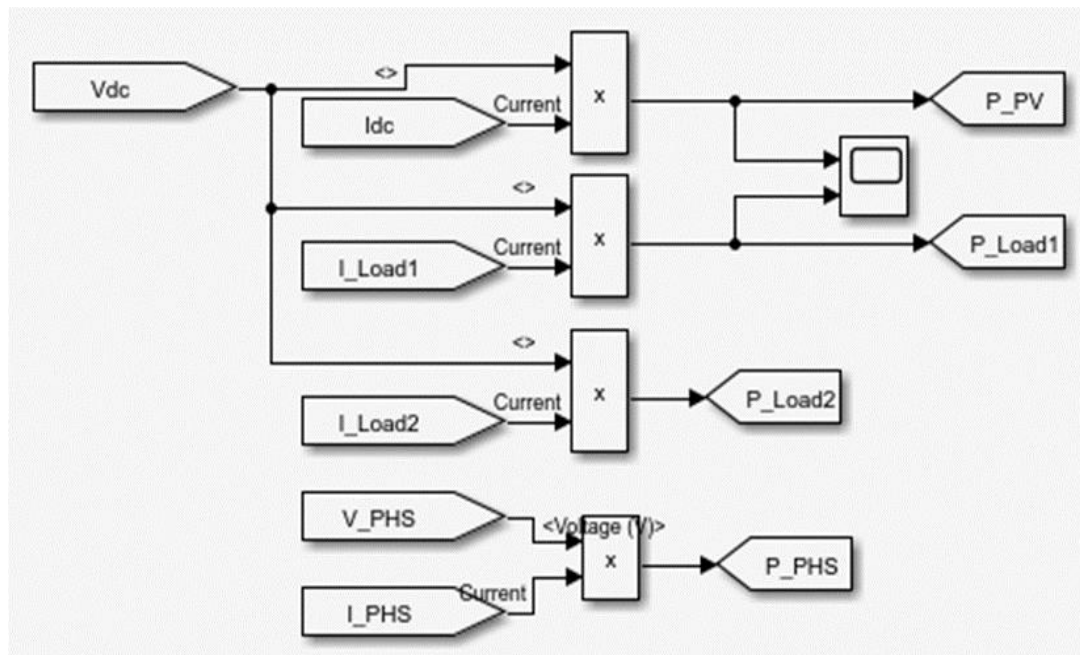 Vdc
<>
Current
Idc
x
P_PV
<>
Current
I_Load1
x
P_Load1
<>
Current
I_Load2
x
P_Load2
V_PHS
<Voltage (V)>
x
P_PHS
Current
I_PHS